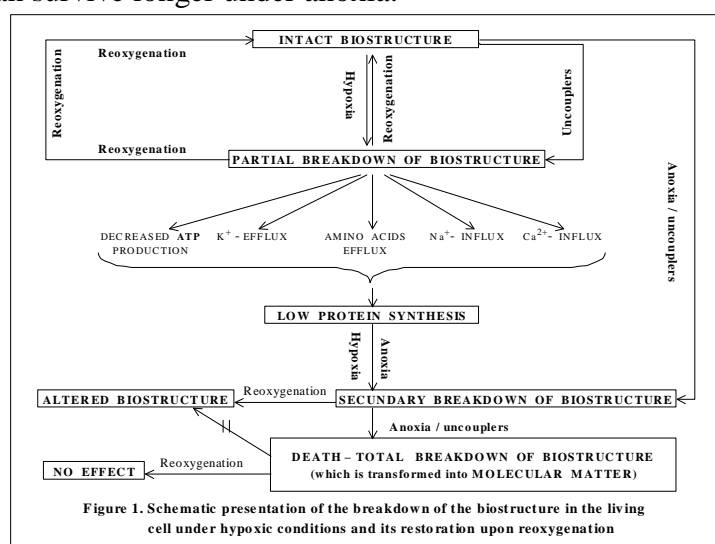 an survive longer under anoxia.
INTACT BIOSTRUCTURE
Reoxygenation
Reoxygenation
Hypoxia
Reoxygenation
Uncouplers
Reoxygenation
PARTIAL BREAKDOWN OF BIOSTRUCTURE
Anoxia / uncouplers
DECREASED ATP
PRODUCTION
K+ - EFFLUX
AMINO ACIDS
EFFLUX
Na+- INFLUX
Ca2+- INFLUX
LOW PROTEIN SYNTHESIS
Hypoxia
Anoxia
ALTERED BIOSTRUCTURE
Reoxygenation
SECUNDARY BREAKDOWN OF BIOSTRUCTURE
Anoxia / uncouplers
DEATH – TOTAL BREAKDOWN OF BIOSTRUCTURE
(which is transformed into MOLECULAR MATTER)
NO EFFECT
Reoxygenation
Figure 1. Schematic presentation of the breakdown of the biostructure in the living
cell under hypoxic conditions and its restoration upon reoxygenation